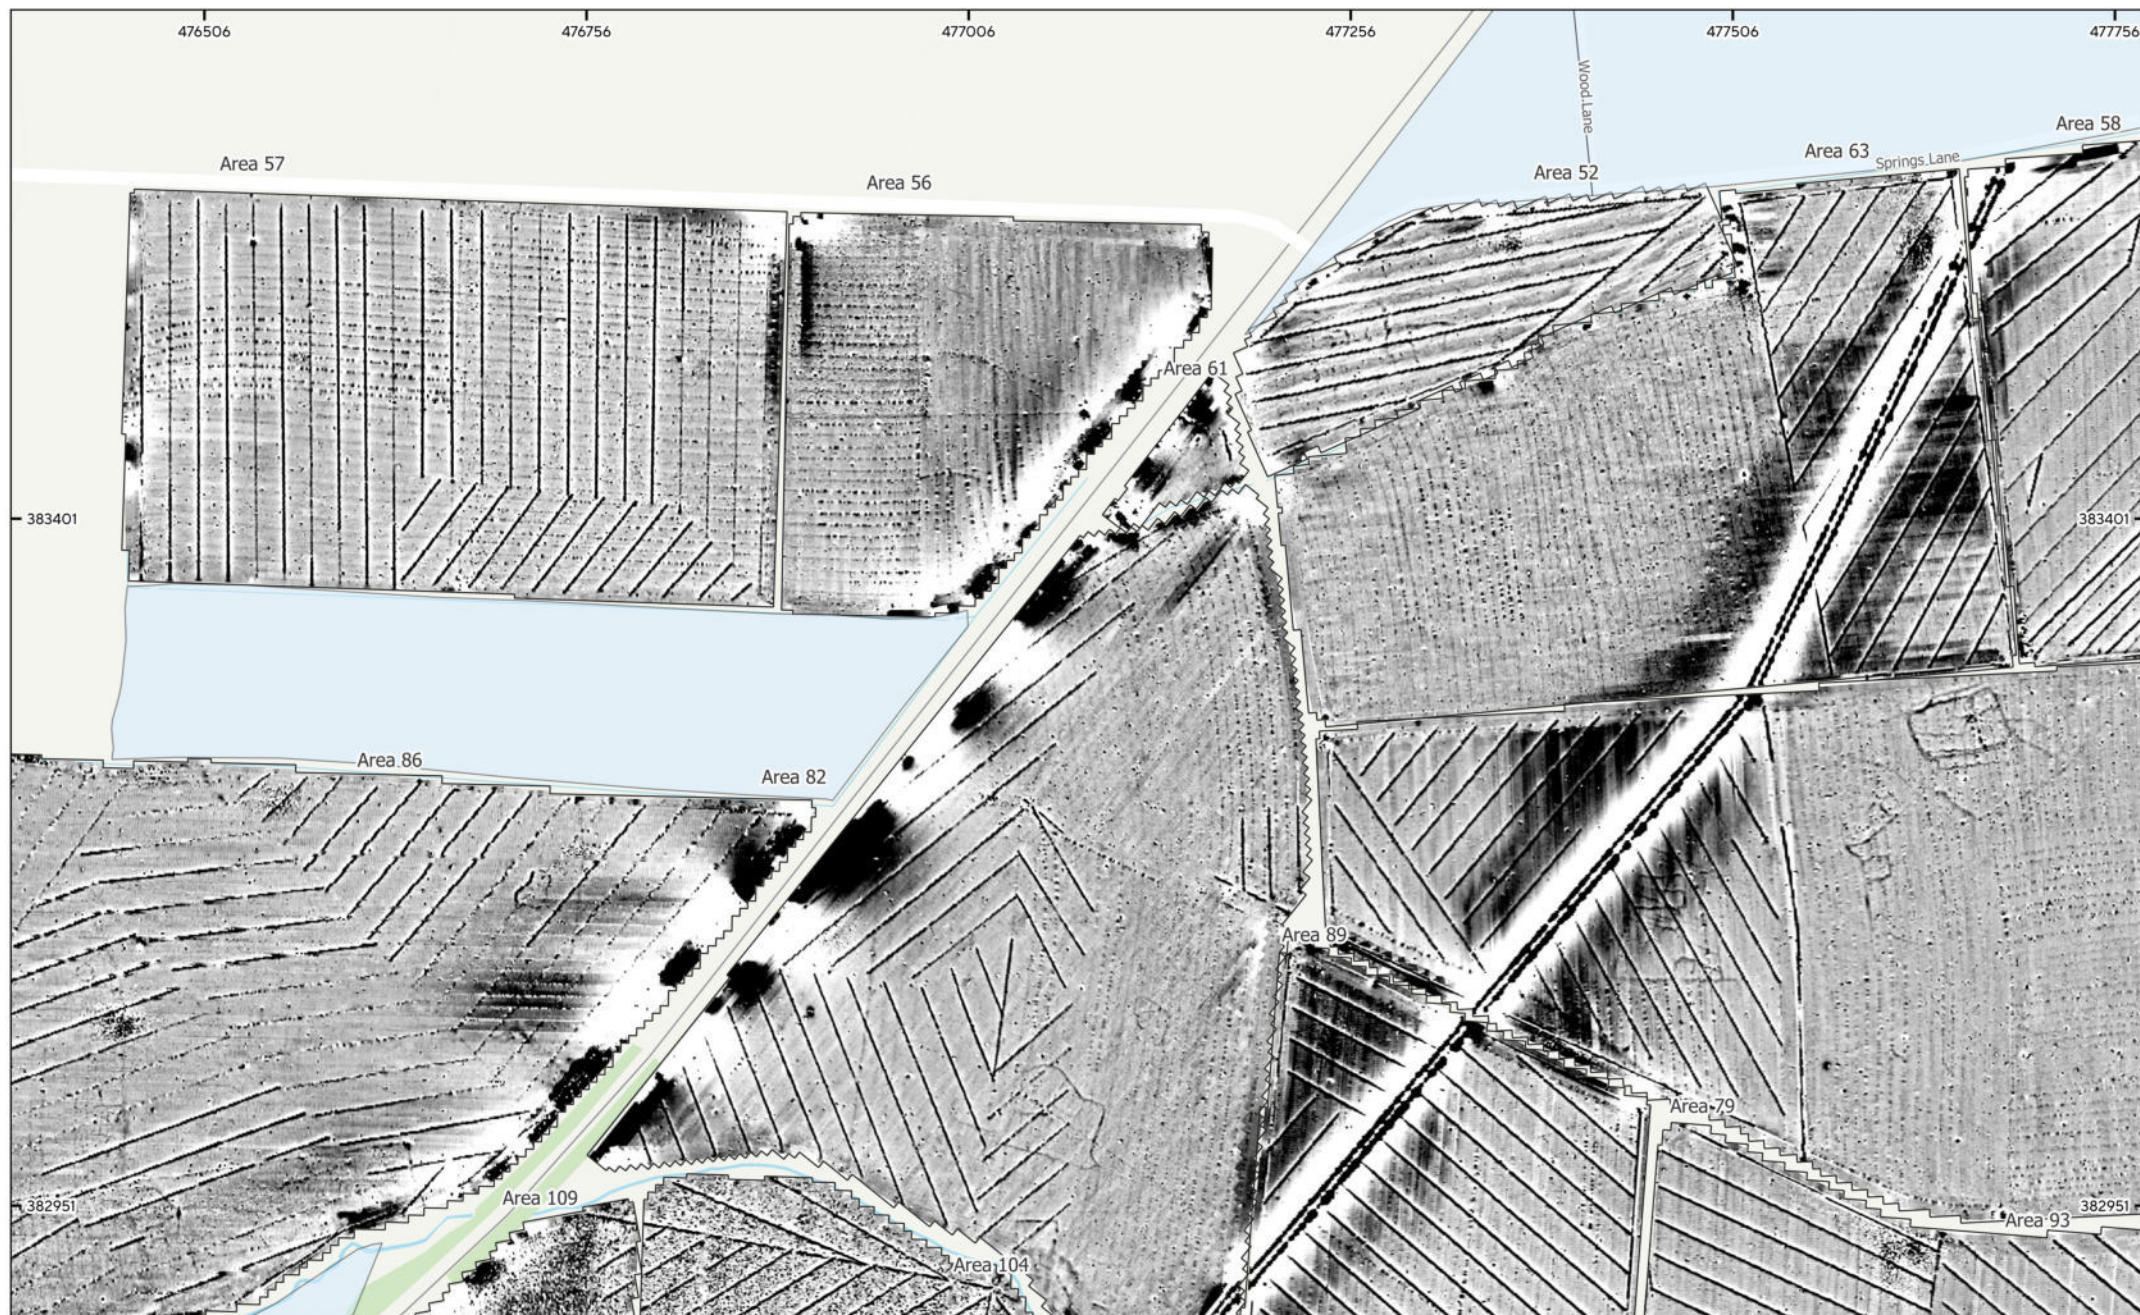 476506
476756
477006
477256
477506
477756
Wood Lane
Area 58
Area 63
Springs Lane
Area 57
Area 56
Area 52
Area 61
383401
383401
Area 86
Area 82
Area 89
Area 79
Area 109
382951
382951
Area 93
Area 104